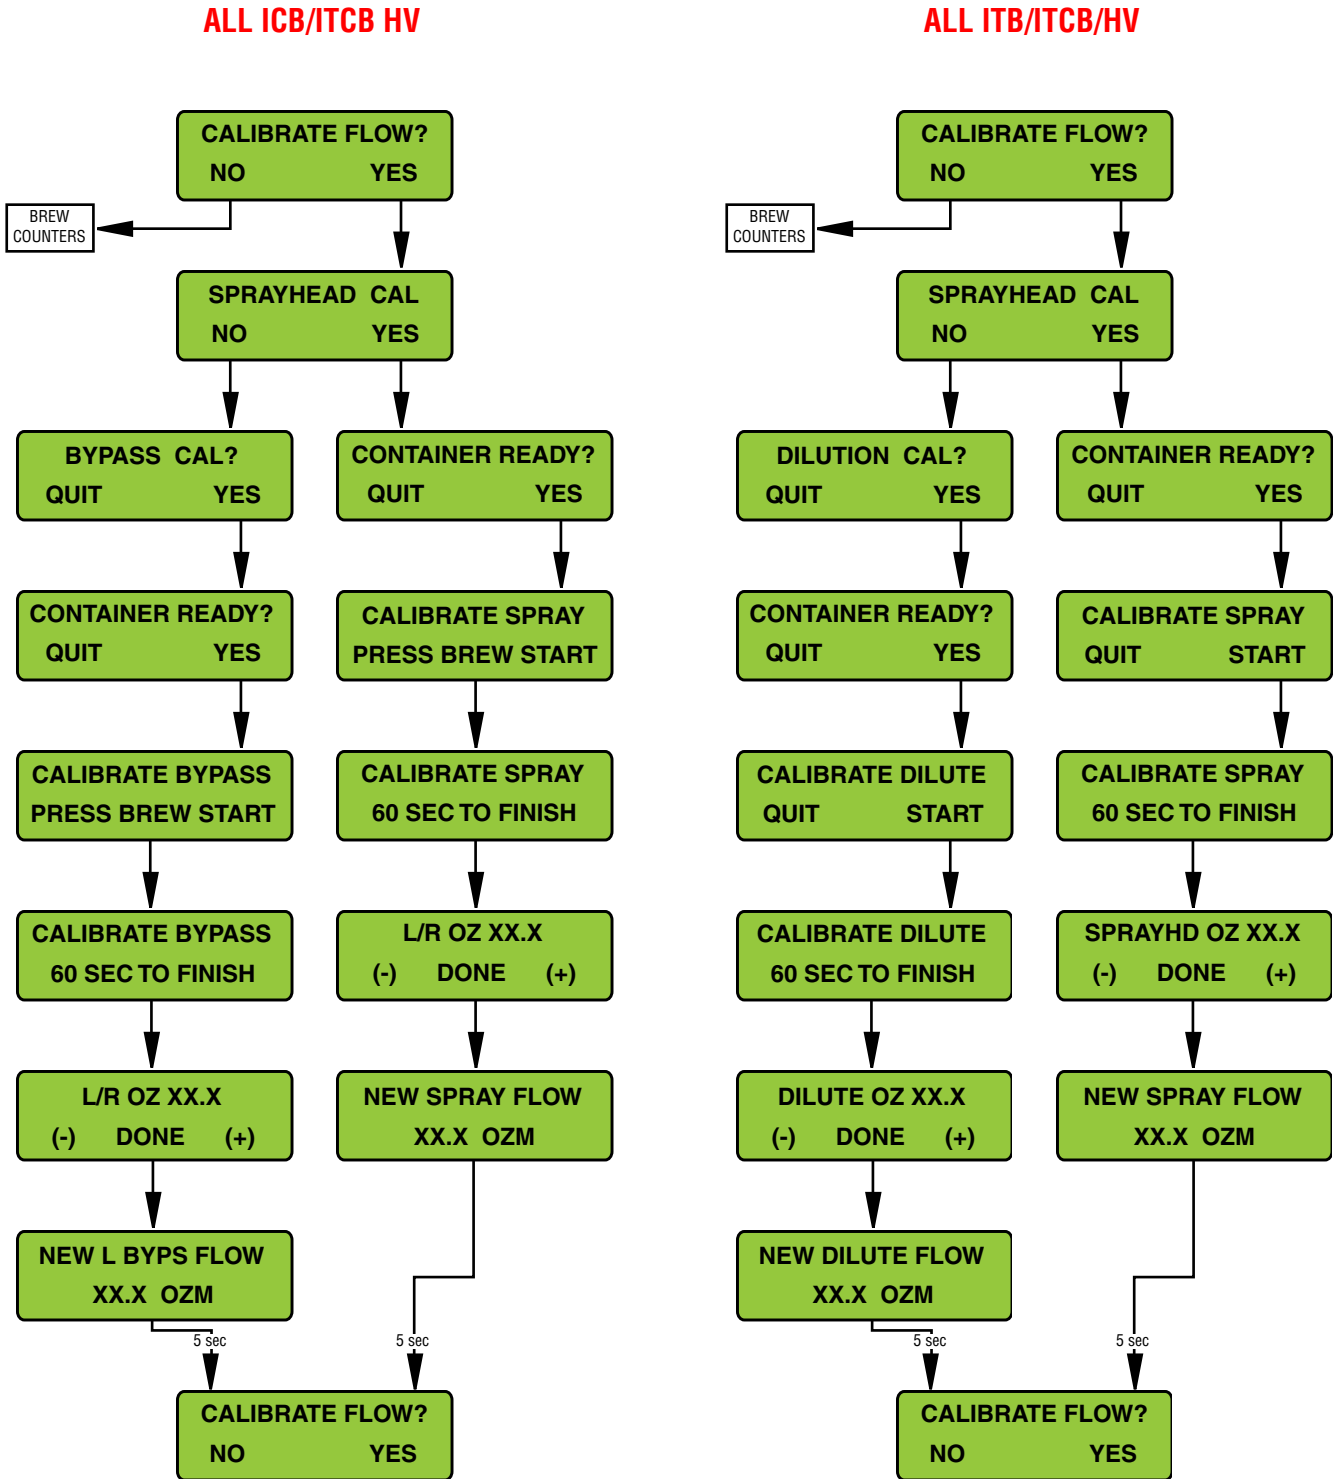 ALL ICB/ITCB HV
CALIBRATE FLOW?
NO YES
BREW
COUNTERS
SPRAYHEAD CAL
NO YES
BYPASS CAL?
QUIT YES
CONTAINER READY?
QUIT YES
CONTAINER READY?
QUIT YES
CALIBRATE SPRAY
PRESS BREW START
CALIBRATE BYPASS
PRESS BREW START
CALIBRATE SPRAY
60 SEC TO FINISH
CALIBRATE BYPASS
60 SEC TO FINISH
L/R OZ XX.X
(-) DONE (+)
L/R OZ XX.X
(-) DONE (+)
NEW SPRAY FLOW
XX.X OZM
NEW L BYPS FLOW
XX.X OZM
5 sec
5 sec
CALIBRATE FLOW?
NO YES
ALL ITB/ITCB/HV
CALIBRATE FLOW?
NO YES
BREW
COUNTERS
SPRAYHEAD CAL
NO YES
DILUTION CAL?
QUIT YES
CONTAINER READY?
QUIT YES
CONTAINER READY?
QUIT YES
CALIBRATE SPRAY
QUIT START
CALIBRATE DILUTE
QUIT START
CALIBRATE SPRAY
60 SEC TO FINISH
CALIBRATE DILUTE
60 SEC TO FINISH
SPRAYHD OZ XX.X
(-) DONE (+)
DILUTE OZ XX.X
(-) DONE (+)
NEW SPRAY FLOW
XX.X OZM
NEW DILUTE FLOW
XX.X OZM
5 sec
5 sec
CALIBRATE FLOW?
NO YES